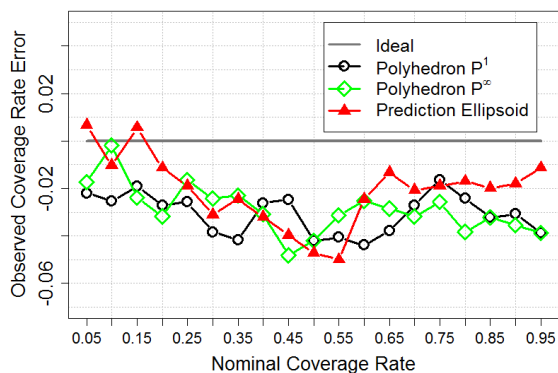 Ideal
Polyhedron P¹
Polyhedron P∞
Prediction Ellipsoid
Observed Coverage Rate Error
0.02
-0.02
-0.06
0.05 0.15 0.25 0.35 0.45 0.55 0.65 0.75 0.85 0.95
Nominal Coverage Rate